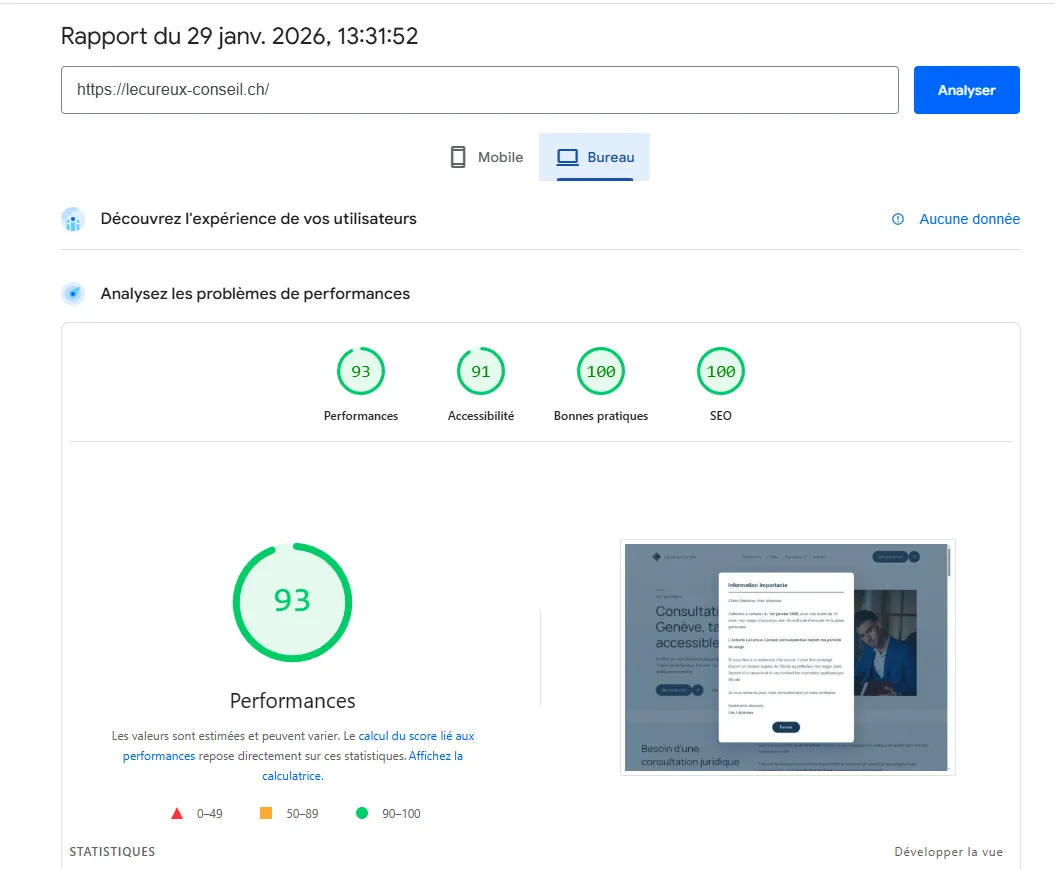 Rapport du 29 janv. 2026, 13:31:52
https://lecureux-conseil.ch/
Analyser
Mobile
Bureau
Découvrez l'expérience de vos utilisateurs
Aucune donnée
Analysez les problèmes de performances
93
91
100
100
Performances
Accessibilité
Bonnes pratiques
SEO
93
Performances
Les valeurs sont estimées et peuvent varier. Le calcul du score lié aux
performances repose directement sur ces statistiques. Affichez la
calculatrice.
0–49
50–89
90–100
Information importante
Consultat
Genève, ta
accessible
Besoin d'une
consultation juridique
STATISTIQUES
Développer la vue